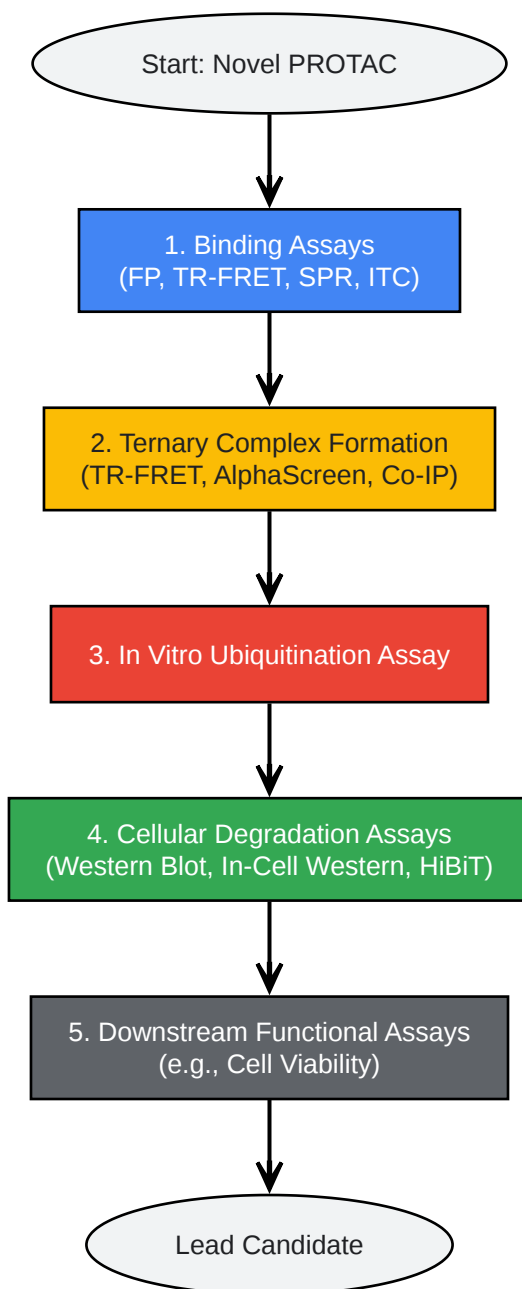 Start: Novel PROTAC
1. Binding Assays
(FP, TR-FRET, SPR, ITC)
2. Ternary Complex Formation
(TR-FRET, AlphaScreen, Co-IP)
3. In Vitro Ubiquitination Assay
4. Cellular Degradation Assays
(Western Blot, In-Cell Western, HiBiT)
5. Downstream Functional Assays
(e.g., Cell Viability)
Lead Candidate